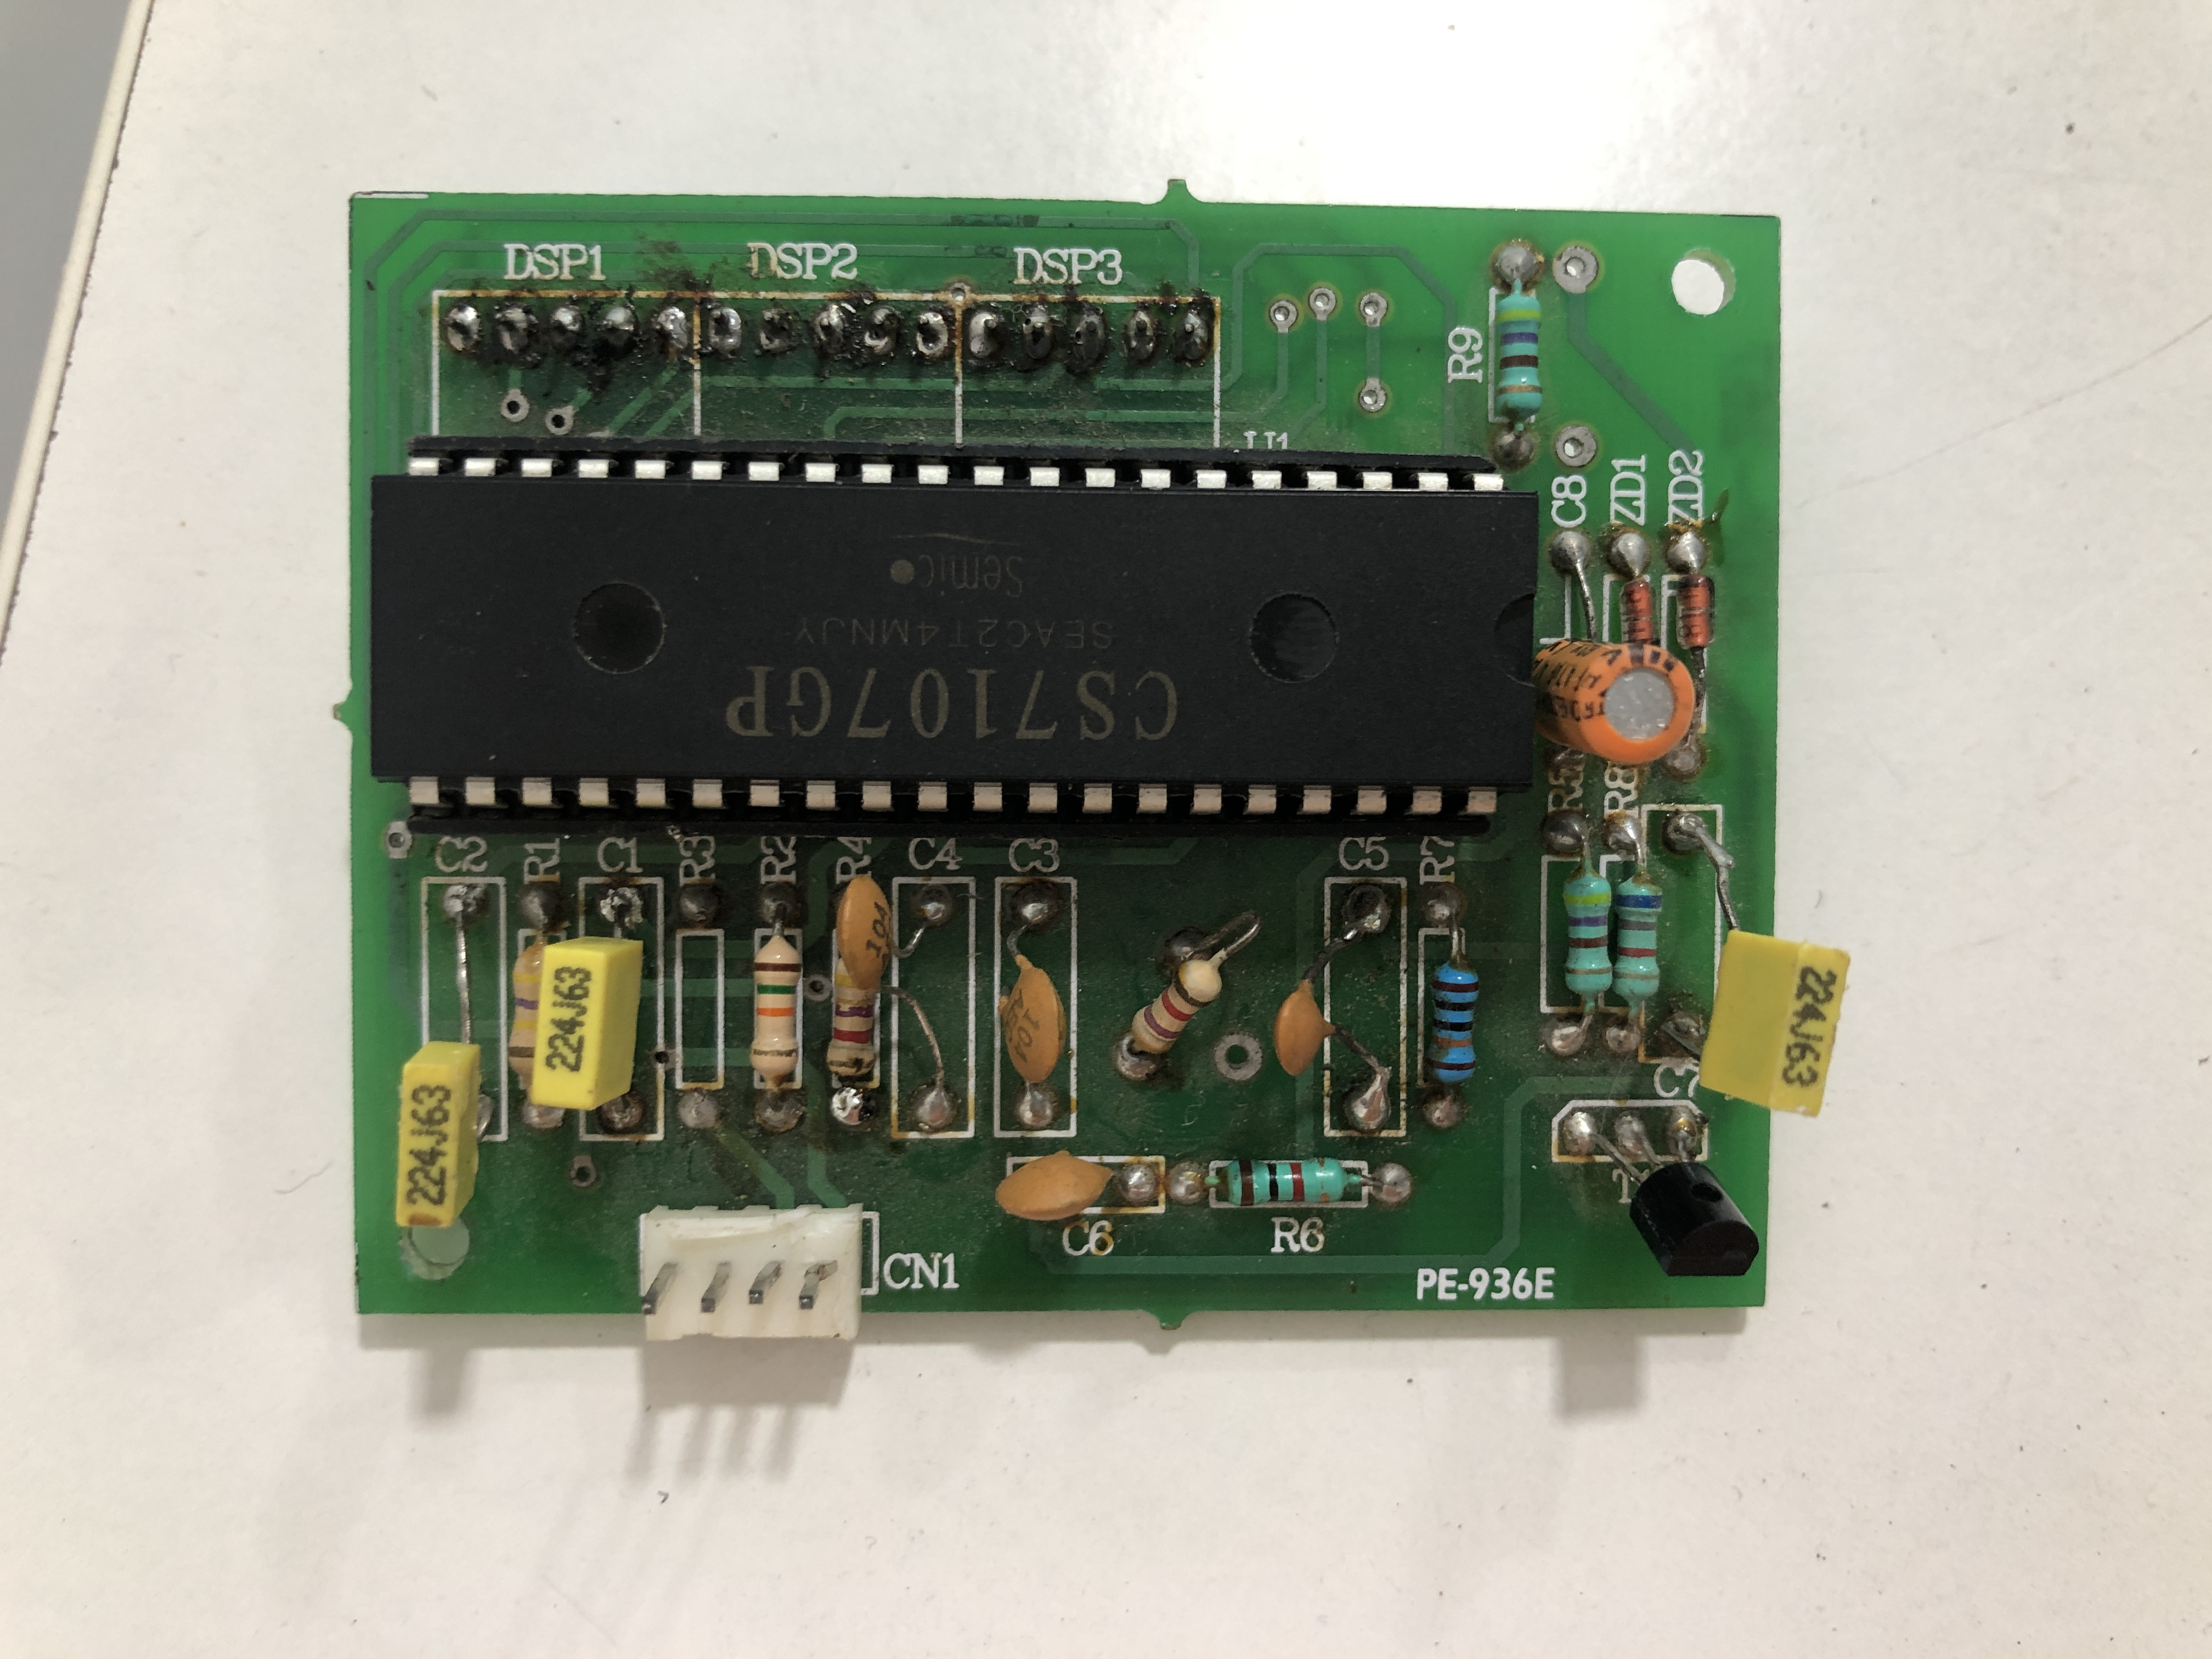 DSP1 DSP2 DSP3
R9
U1
C8 ZD1 ZD2
Semic
SEAC2T4MNJY
CS7107GP
R5 R8
C2 R1 C1 R3 R2 R4 C4 C3 C5 R7
104
104
224J63
224J63
224J63
C7
C6 R6
CN1
PE-936E